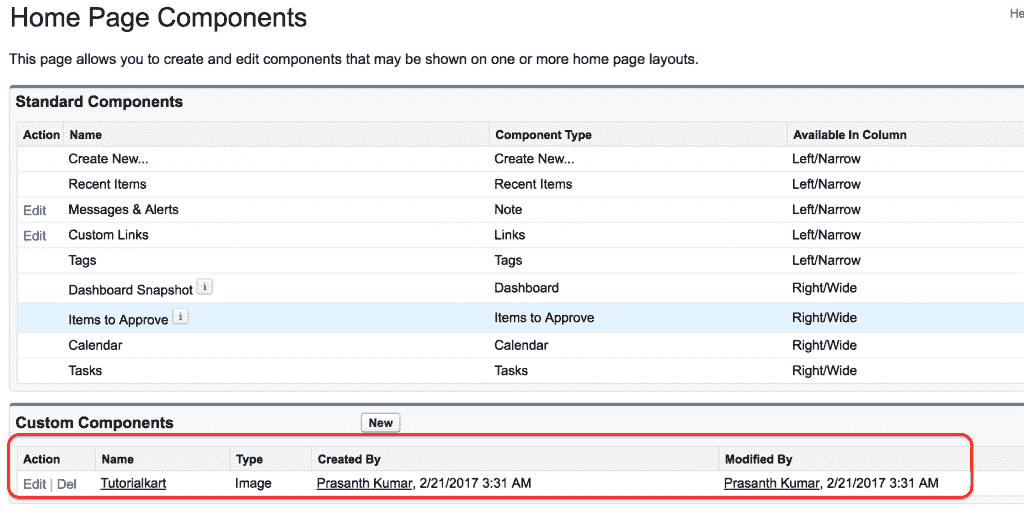 Home Page Components
He
This page allows you to create and edit components that may be shown on one or more home page layouts.
Standard Components
Action Name Component Type Available In Column
Create New... Create New... Left/Narrow
Recent Items Recent Items Left/Narrow
Edit Messages & Alerts Note Left/Narrow
Edit Custom Links Links Left/Narrow
Tags Tags Left/Narrow
Dashboard Snapshot i Dashboard Right/Wide
Items to Approve i Items to Approve Right/Wide
Calendar Calendar Right/Wide
Tasks Tasks Right/Wide
Custom Components New
Action Name Type Created By Modified By
Edit | Del Tutorialkart Image Prasanth Kumar, 2/21/2017 3:31 AM Prasanth Kumar, 2/21/2017 3:31 AM